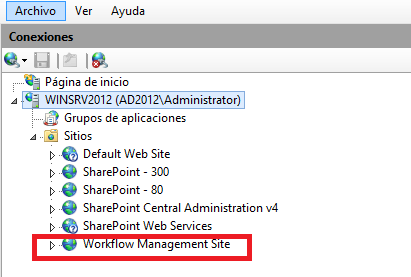 Archivo Ver Ayuda
Conexiones
Página de inicio
WINSRV2012 (AD2012\Administrator)
Grupos de aplicaciones
Sitios
Default Web Site
SharePoint - 300
SharePoint - 80
SharePoint Central Administration v4
SharePoint Web Services
Workflow Management Site